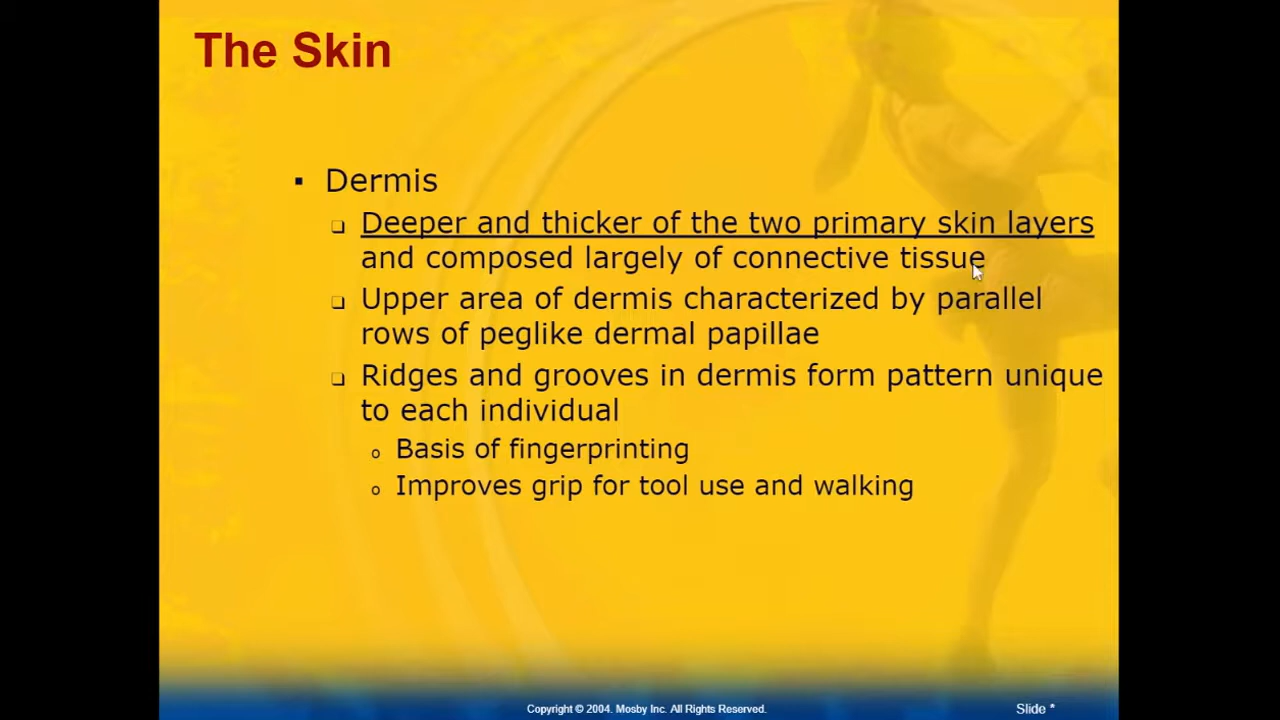 The Skin
▪ Dermis
❑ Deeper and thicker of the two primary skin layers
and composed largely of connective tissue
❑ Upper area of dermis characterized by parallel
rows of peglike dermal papillae
❑ Ridges and grooves in dermis form pattern unique
to each individual
o Basis of fingerprinting
o Improves grip for tool use and walking
Copyright © 2004. Mosby Inc. All Rights Reserved.
Slide *